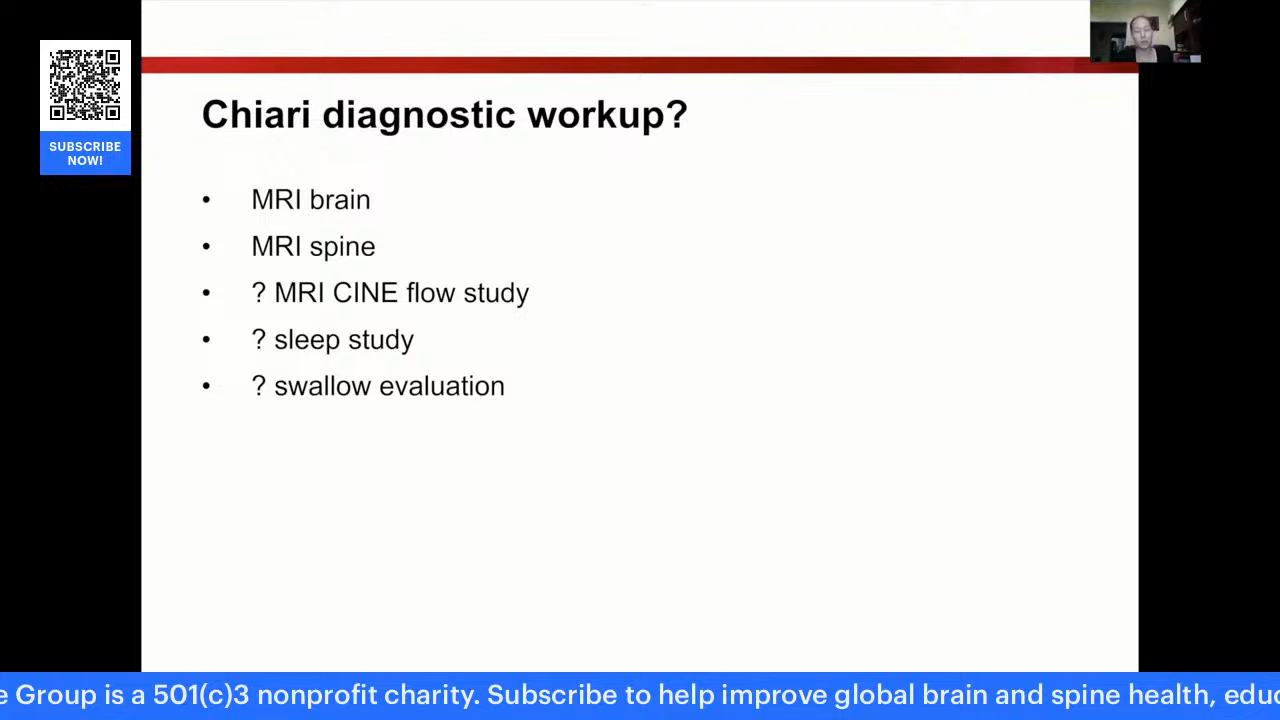 SUBSCRIBE
NOW!
Chiari diagnostic workup?
• MRI brain
• MRI spine
• ? MRI CINE flow study
• ? sleep study
• ? swallow evaluation
e Group is a 501(c)3 nonprofit charity. Subscribe to help improve global brain and spine health, educ